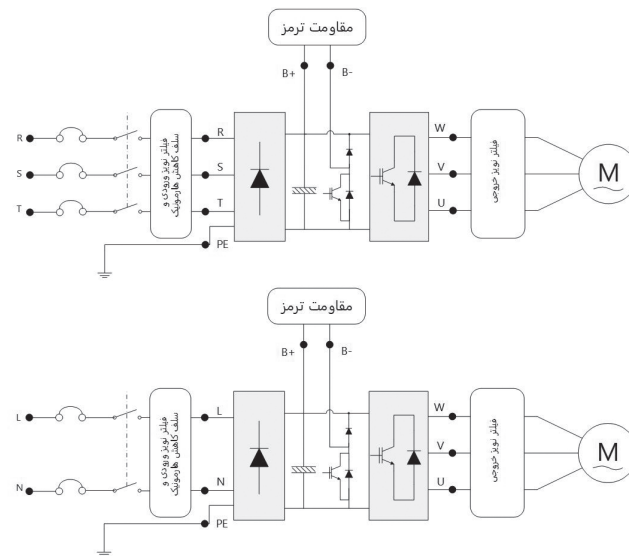 مقاومت ترمز
B+ B-
R R W
S S V
T T U
PE
فیلتر نویز ورودی و
سلف کاهش هارمونیک
فیلتر نویز خروجی
M
مقاومت ترمز
B+ B-
L L W
V
N N U
PE
فیلتر نویز ورودی و
سلف کاهش هارمونیک
فیلتر نویز خروجی
M